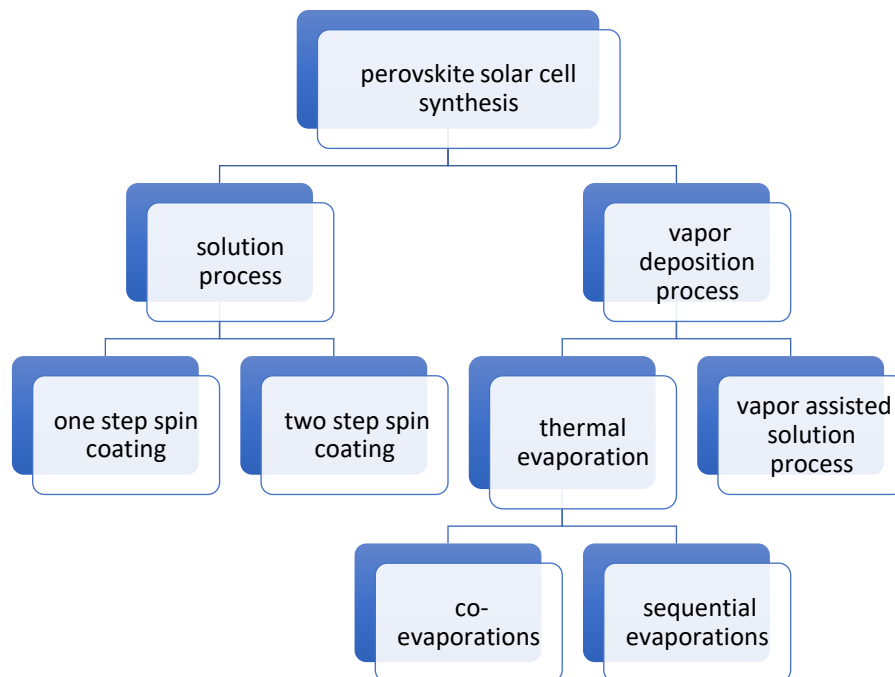 perovskite solar cell
synthesis
solution
process
vapor
deposition
process
one step spin
coating
two step spin
coating
thermal
evaporation
vapor assisted
solution
process
co-
evaporations
sequential
evaporations